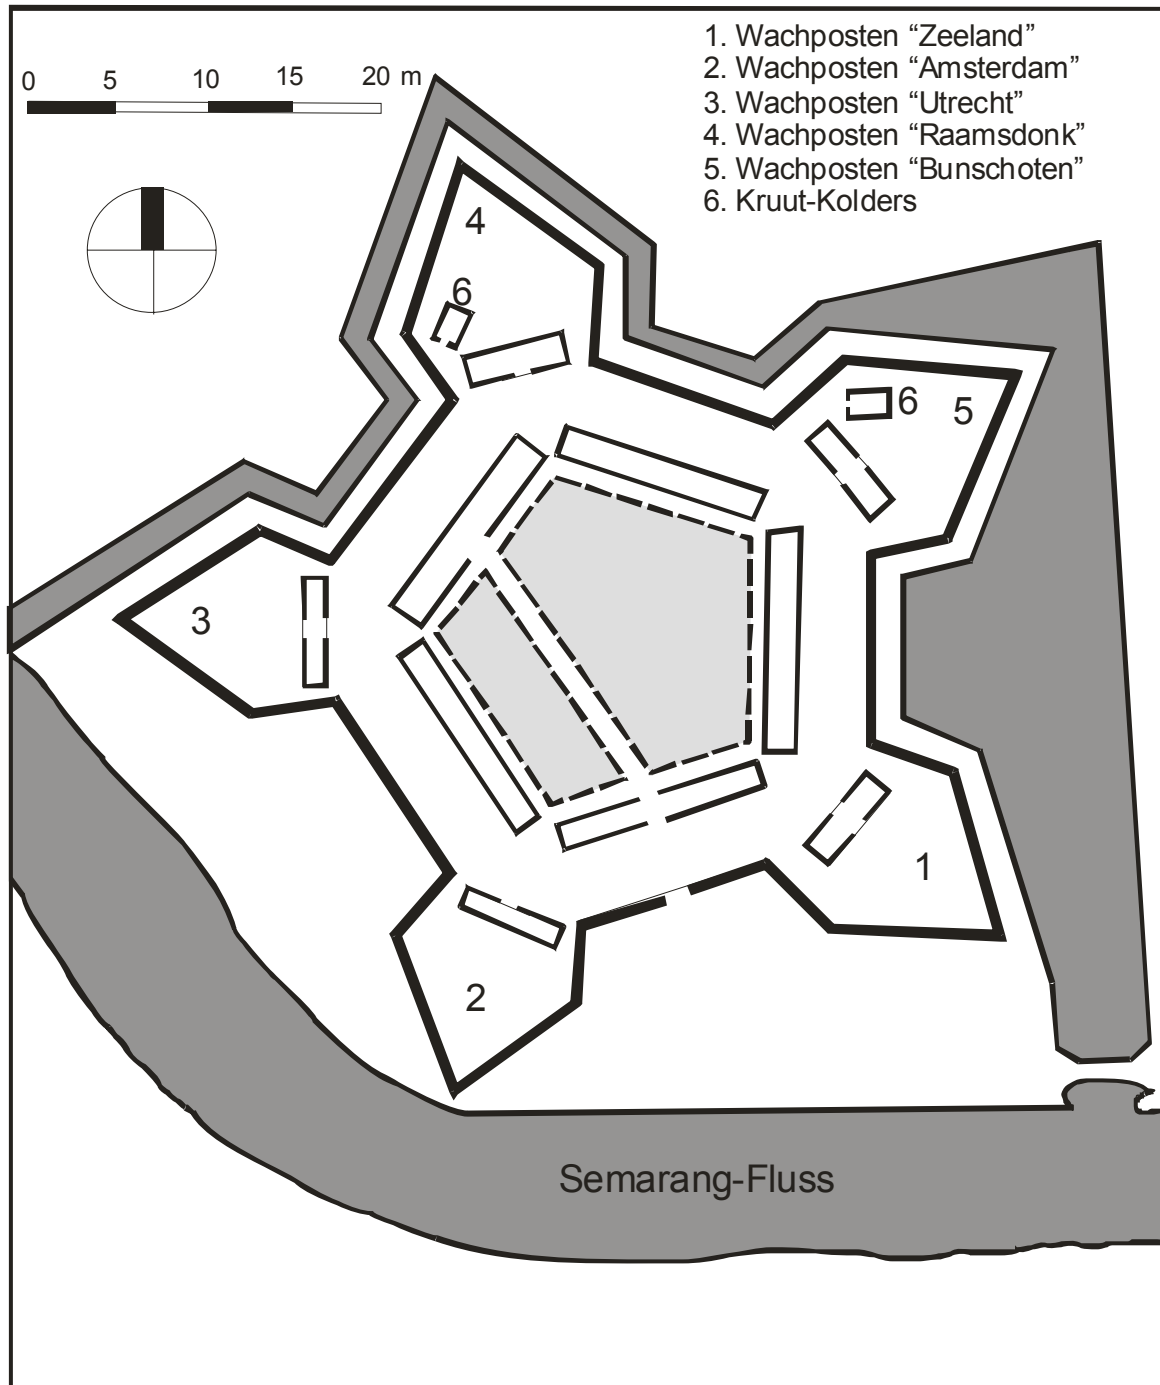 1. Wachposten “Zeeland”
2. Wachposten “Amsterdam”
3. Wachposten “Utrecht”
4. Wachposten “Raamsdonk”
5. Wachposten “Bunschoten”
6. Kruut-Kolders
0 5 10 15 20 m
4
6
6 5
3
1
2
Semarang-Fluss